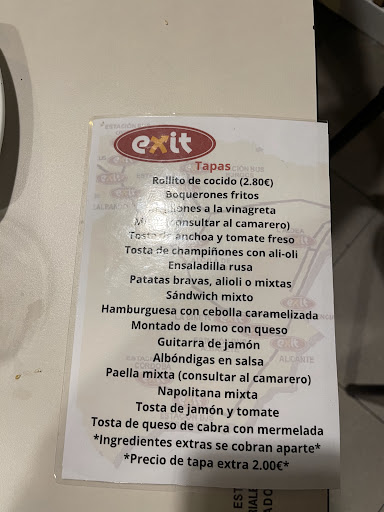 exit
Tapas
Rollito de cocido (2.80€)
Boquerones fritos
a la vinagreta
(consultar al camarero)
Tosta de anchoa y tomate freso
Tosta de champiñones con ali-oli
Ensaladilla rusa
Patatas bravas, alioli o mixtas
Sándwich mixto
Hamburguesa con cebolla caramelizada
Montado de lomo con queso
Guitarra de jamón
Albóndigas en salsa
Paella mixta (consultar al camarero)
Napolitana mixta
Tosta de jamón y tomate
Tosta de queso de cabra con mermelada
*Ingredientes extras se cobran aparte*
*Precio de tapa extra 2.00€*
exit
ALICANTE